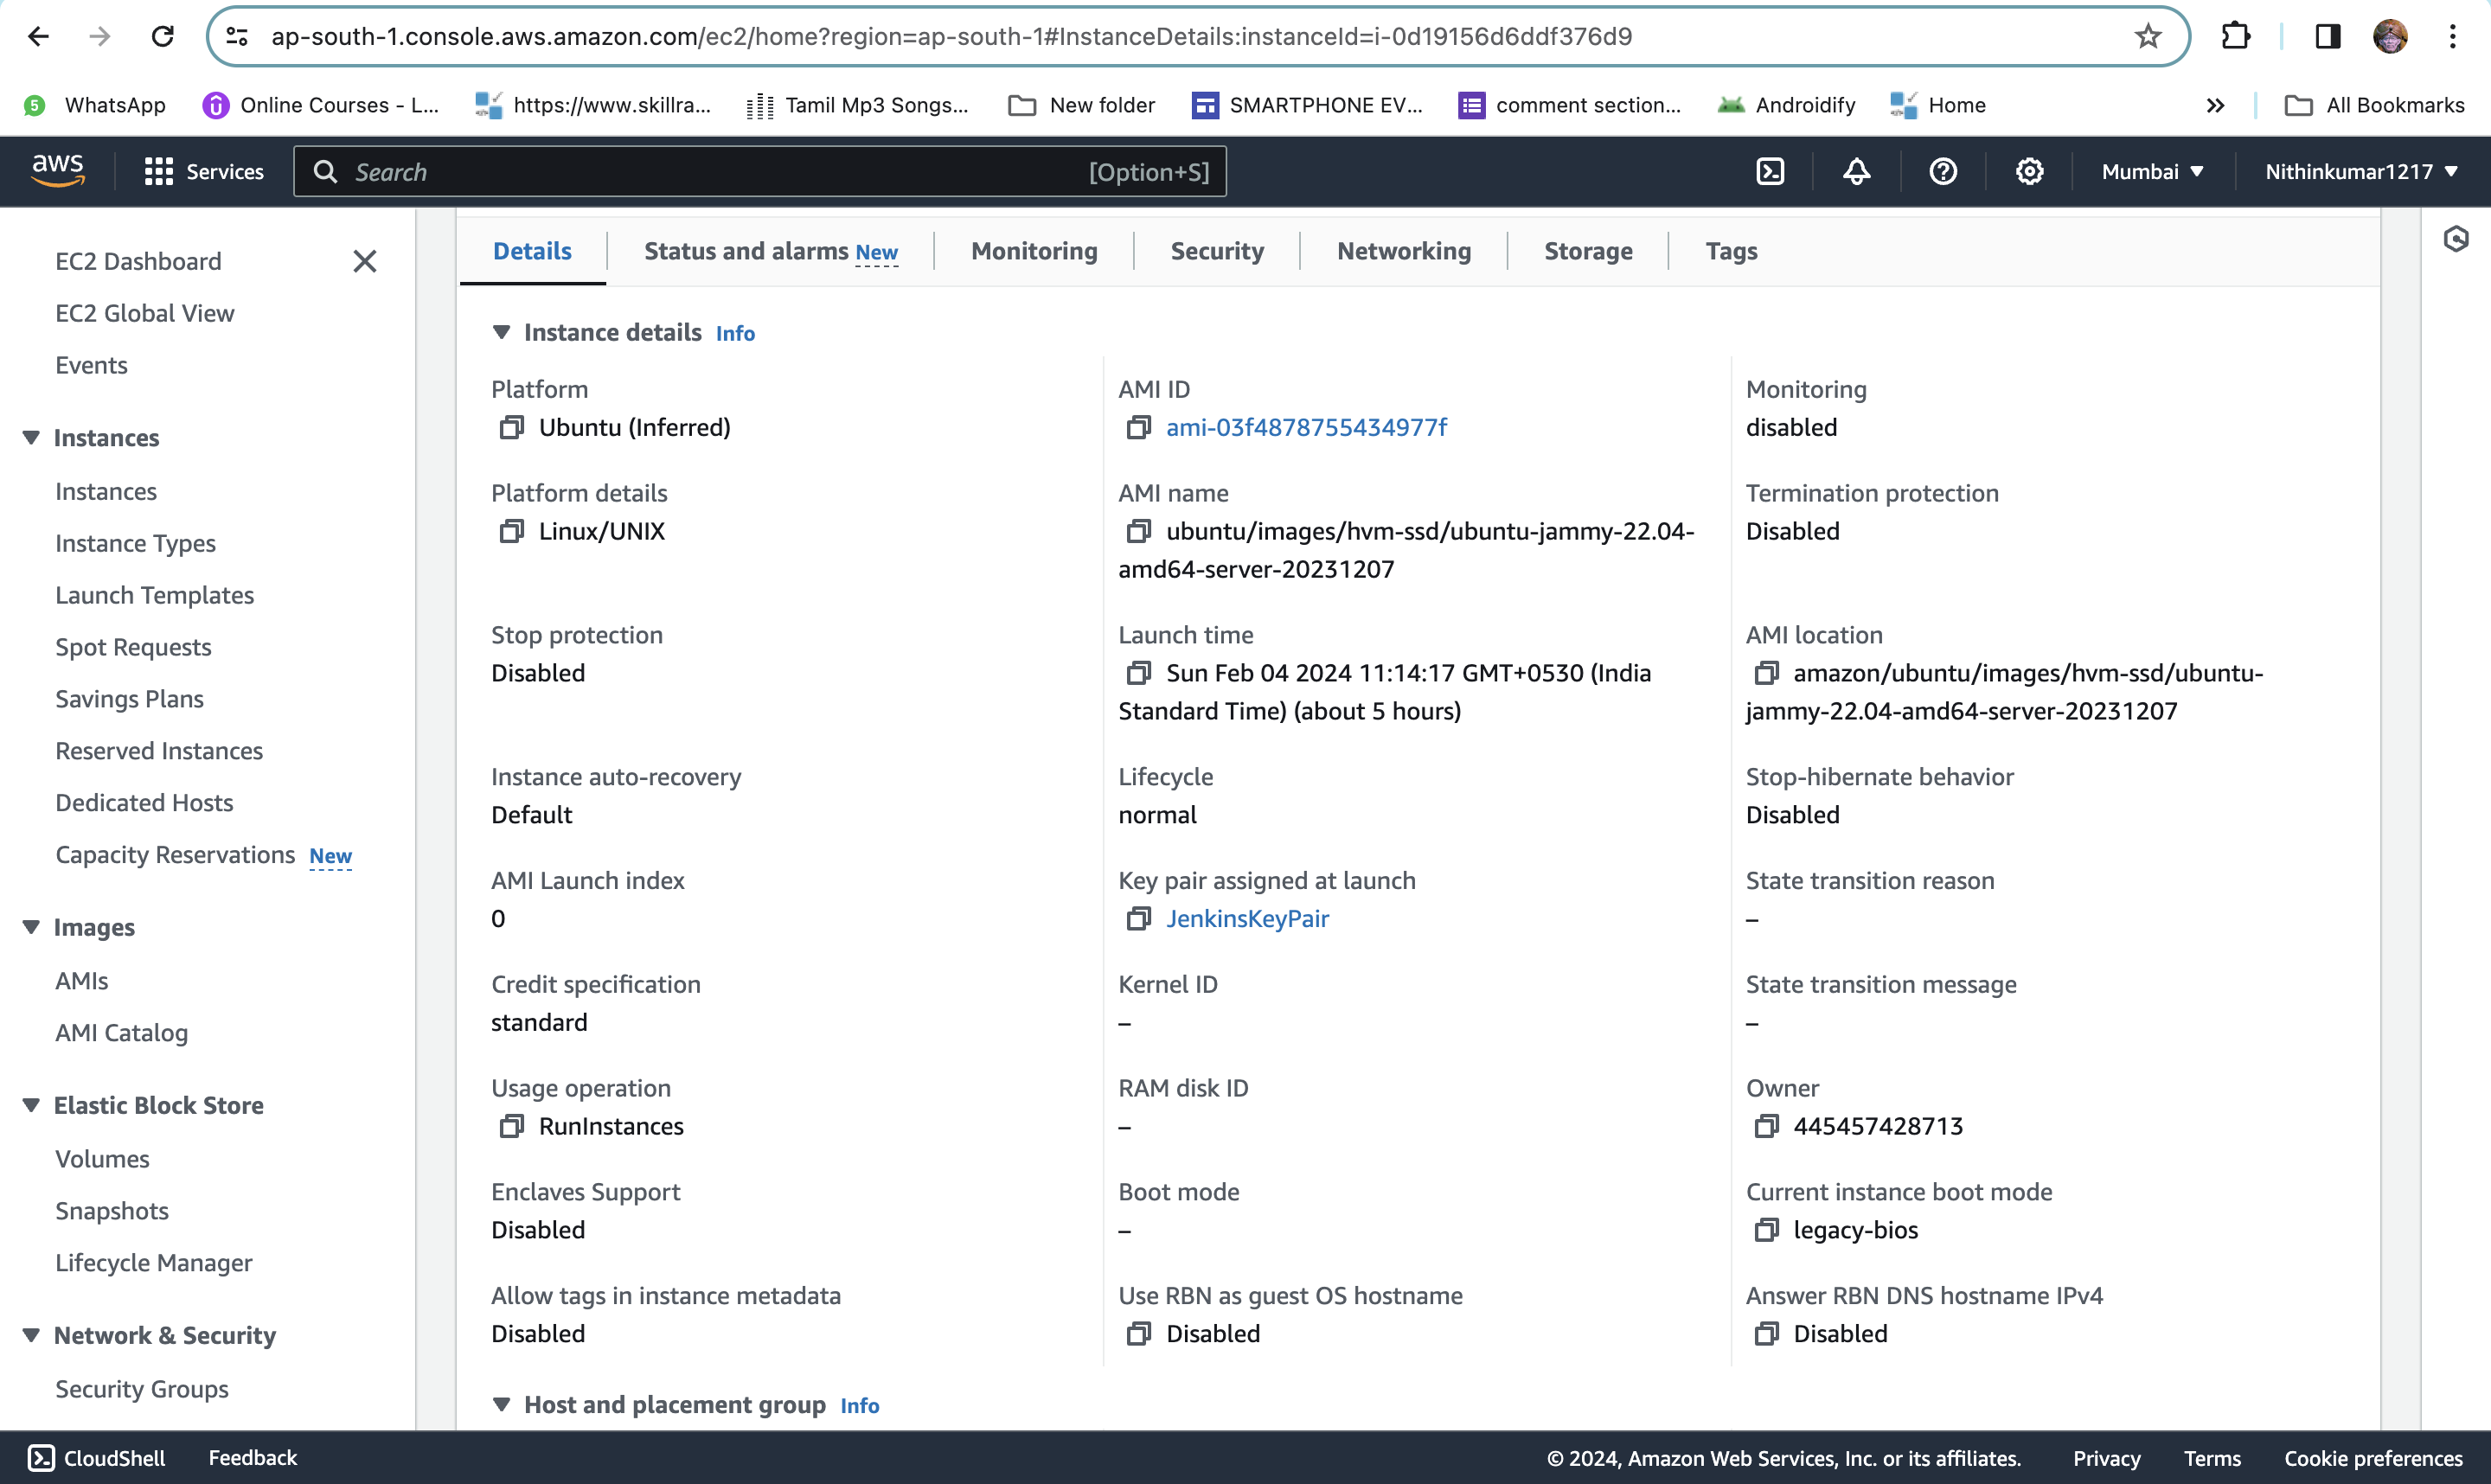 ap-south-1.console.aws.amazon.com/ec2/home?region=ap-south-1#InstanceDetails:instanceId=i-0d19156d6ddf376d9
5 WhatsApp
Online Courses - L...
https://www.skillra...
Tamil Mp3 Songs...
New folder
SMARTPHONE EV...
comment section...
Androidify
Home
All Bookmarks
aws
Services
Search
[Option+S]
Mumbai
Nithinkumar1217
EC2 Dashboard
EC2 Global View
Events
Instances
Instances
Instance Types
Launch Templates
Spot Requests
Savings Plans
Reserved Instances
Dedicated Hosts
Capacity Reservations New
Images
AMIs
AMI Catalog
Elastic Block Store
Volumes
Snapshots
Lifecycle Manager
Network & Security
Security Groups
Details
Status and alarms New
Monitoring
Security
Networking
Storage
Tags
Instance details Info
Platform
Ubuntu (Inferred)
AMI ID
ami-03f4878755434977f
Monitoring
disabled
Platform details
Linux/UNIX
AMI name
ubuntu/images/hvm-ssd/ubuntu-jammy-22.04-
amd64-server-20231207
Termination protection
Disabled
Stop protection
Disabled
Launch time
Sun Feb 04 2024 11:14:17 GMT+0530 (India
Standard Time) (about 5 hours)
AMI location
amazon/ubuntu/images/hvm-ssd/ubuntu-
jammy-22.04-amd64-server-20231207
Instance auto-recovery
Default
Lifecycle
normal
Stop-hibernate behavior
Disabled
AMI Launch index
0
Key pair assigned at launch
JenkinsKeyPair
State transition reason
–
Credit specification
standard
Kernel ID
–
State transition message
–
Usage operation
RunInstances
RAM disk ID
–
Owner
445457428713
Enclaves Support
Disabled
Boot mode
–
Current instance boot mode
legacy-bios
Allow tags in instance metadata
Disabled
Use RBN as guest OS hostname
Disabled
Answer RBN DNS hostname IPv4
Disabled
Host and placement group Info
CloudShell
Feedback
© 2024, Amazon Web Services, Inc. or its affiliates.
Privacy
Terms
Cookie preferences